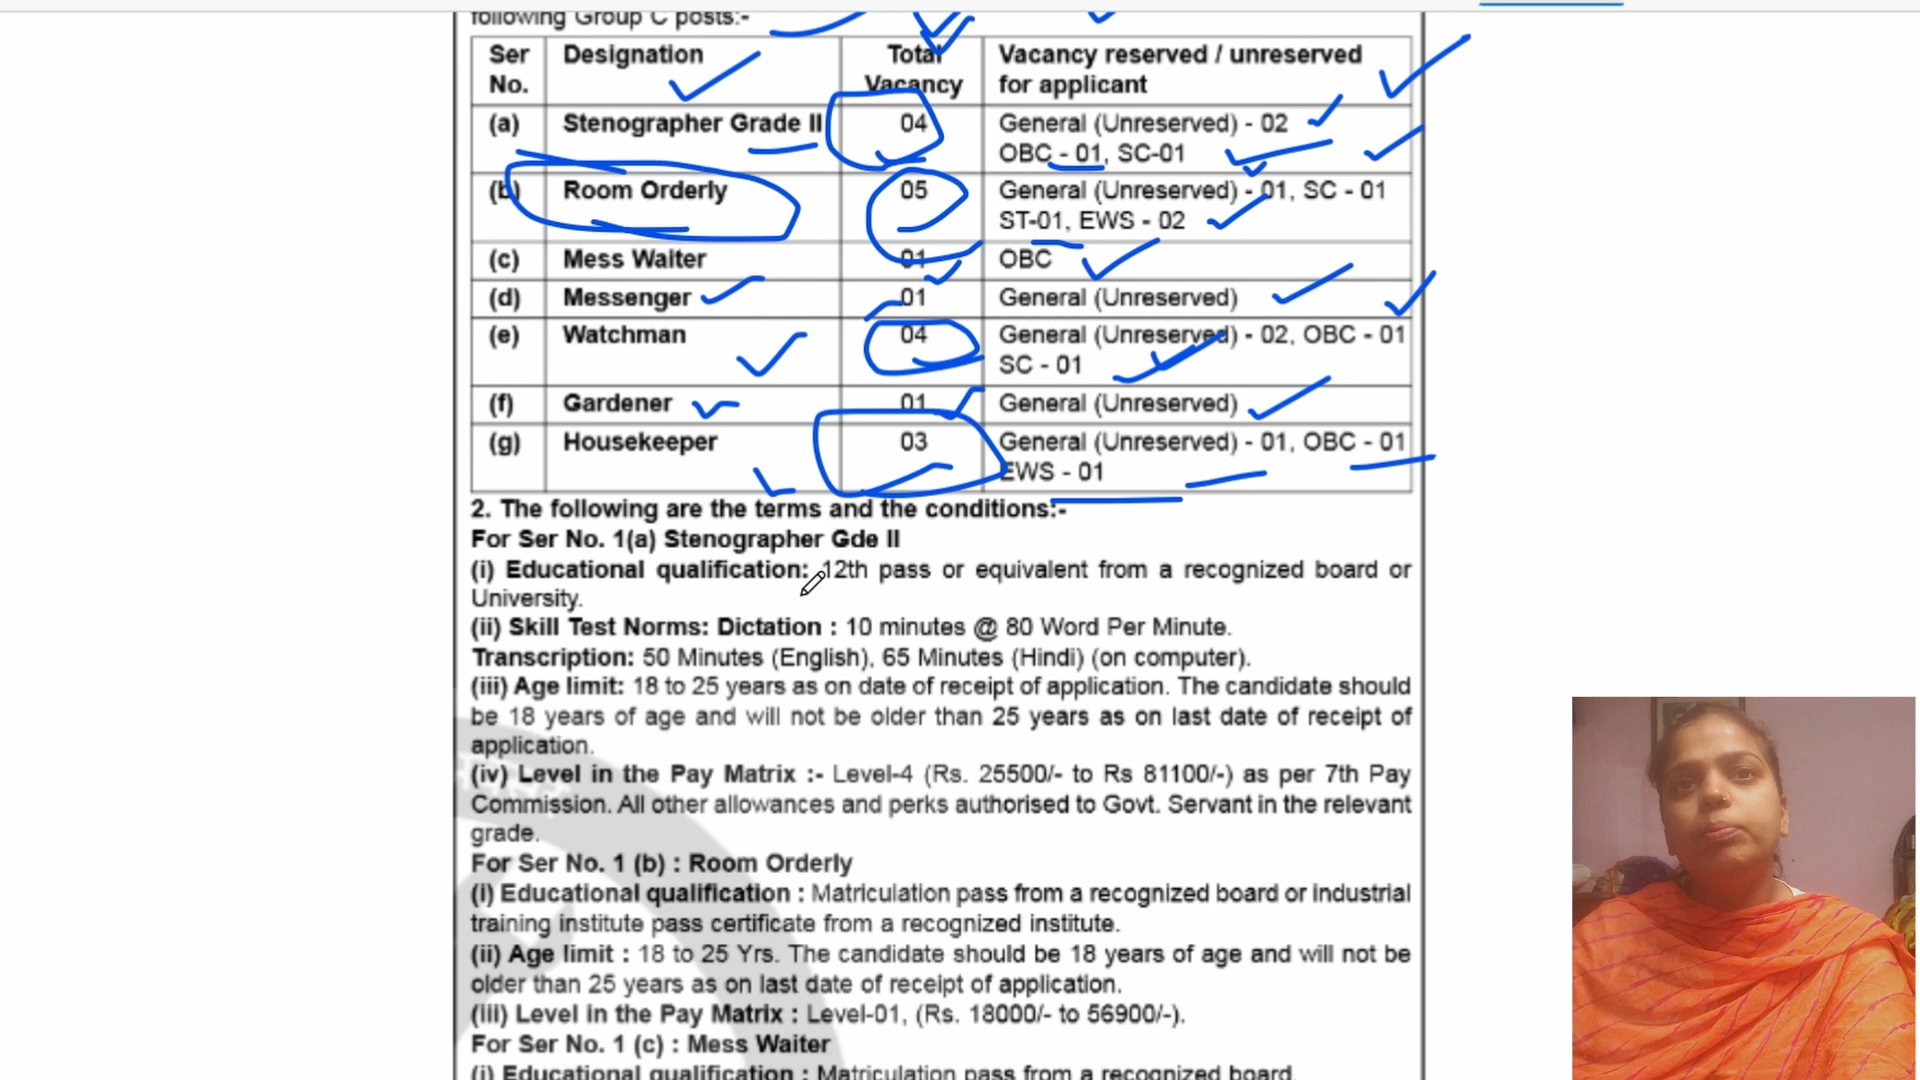 following Group C posts:-
Ser No. Designation Total Vacancy Vacancy reserved / unreserved for applicant
(a) Stenographer Grade II 04 General (Unreserved) - 02
OBC - 01, SC-01
(b) Room Orderly 05 General (Unreserved) - 01, SC - 01
ST-01, EWS - 02
(c) Mess Waiter 01 OBC
(d) Messenger 01 General (Unreserved)
(e) Watchman 04 General (Unreserved) - 02, OBC - 01
SC - 01
(f) Gardener 01 General (Unreserved)
(g) Housekeeper 03 General (Unreserved) - 01, OBC - 01
EWS - 01
2. The following are the terms and the conditions:-
For Ser No. 1(a) Stenographer Gde II
(i) Educational qualification: 12th pass or equivalent from a recognized board or
University.
(ii) Skill Test Norms: Dictation : 10 minutes @ 80 Word Per Minute.
Transcription: 50 Minutes (English), 65 Minutes (Hindi) (on computer).
(iii) Age limit: 18 to 25 years as on date of receipt of application. The candidate should
be 18 years of age and will not be older than 25 years as on last date of receipt of
application.
(iv) Level in the Pay Matrix :- Level-4 (Rs. 25500/- to Rs 81100/-) as per 7th Pay
Commission. All other allowances and perks authorised to Govt. Servant in the relevant
grade.
For Ser No. 1 (b) : Room Orderly
(i) Educational qualification : Matriculation pass from a recognized board or industrial
training institute pass certificate from a recognized institute.
(ii) Age limit : 18 to 25 Yrs. The candidate should be 18 years of age and will not be
older than 25 years as on last date of receipt of application.
(iii) Level in the Pay Matrix : Level-01, (Rs. 18000/- to 56900/-).
For Ser No. 1 (c) : Mess Waiter
(i) Educational qualification : Matriculation pass from a recognized board.